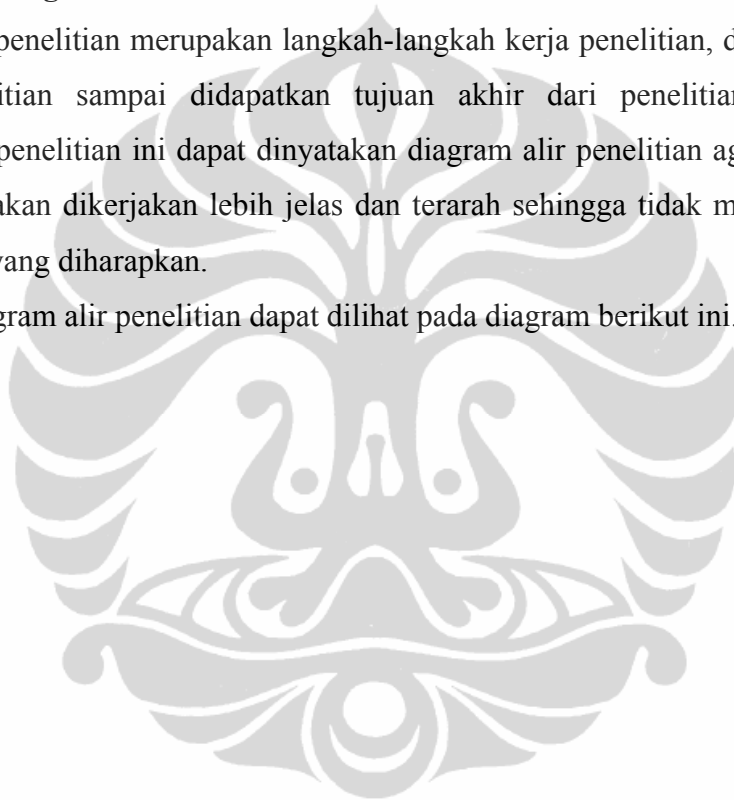 penelitian merupakan langkah-langkah kerja penelitian, d
itian sampai didapatkan tujuan akhir dari penelitian
penelitian ini dapat dinyatakan diagram alir penelitian ag
akan dikerjakan lebih jelas dan terarah sehingga tidak m
yang diharapkan.
gram alir penelitian dapat dilihat pada diagram berikut ini.